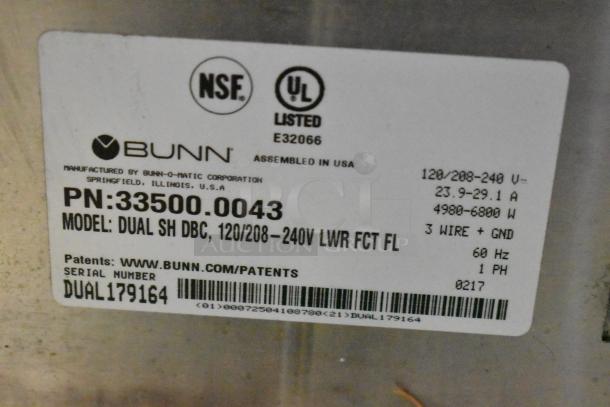 NSF®
UL
LISTED
E32066
BUNN®
ASSEMBLED IN USA
MANUFACTURED BY BUNN-O-MATIC CORPORATION
SPRINGFIELD, ILLINOIS, U.S.A
PN:33500.0043
MODEL: DUAL SH DBC, 120/208-240V LWR FCT FL
120/208-240 V~
23.9-29.1 A
4980-6800 W
3 WIRE + GND
60 Hz
1 PH
0217
Patents: WWW.BUNN.COM/PATENTS
SERIAL NUMBER
DUAL179164
(01)00072504108780(21)DUAL179164